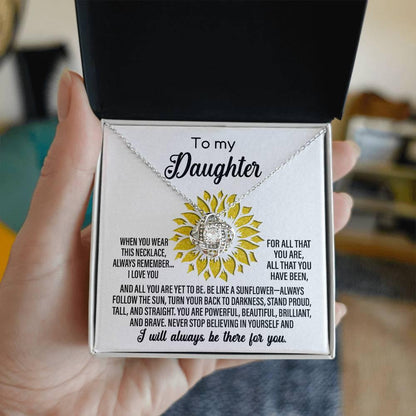 To my
Daughter
WHEN YOU WEAR
THIS NECKLACE,
ALWAYS REMEMBER...
I LOVE YOU
FOR ALL THAT
YOU ARE,
ALL THAT YOU
HAVE BEEN,
AND ALL YOU ARE YET TO BE. BE LIKE A SUNFLOWER—ALWAYS
FOLLOW THE SUN, TURN YOUR BACK TO DARKNESS, STAND PROUD,
TALL, AND STRAIGHT. YOU ARE POWERFUL, BEAUTIFUL, BRILLIANT,
AND BRAVE. NEVER STOP BELIEVING IN YOURSELF AND
I will always be there for you.